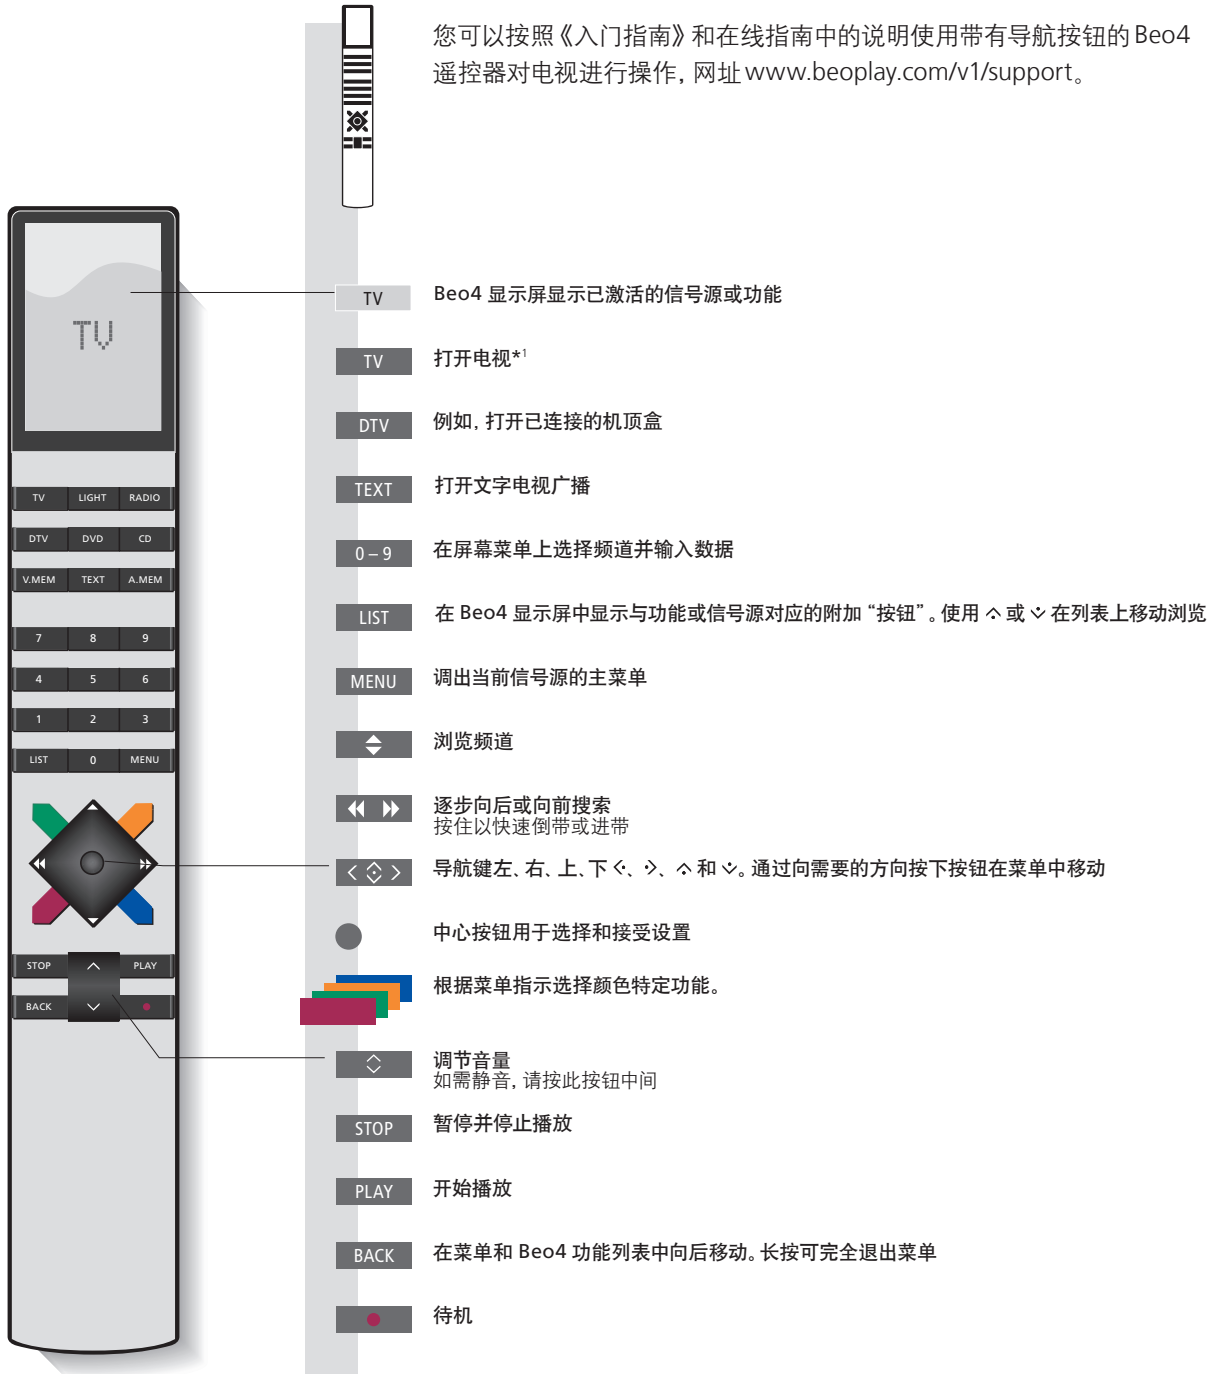 您可以按照《入门指南》和在线指南中的说明使用带有导航按钮的 Beo4
遥控器对电视进行操作, 网址 www.beoplay.com/v1/support。
TV
TV LIGHT RADIO
DTV DVD CD
V.MEM TEXT A.MEM
7 8 9
4 5 6
1 2 3
LIST 0 MENU
STOP PLAY
BACK
TV Beo4 显示屏显示已激活的信号源或功能
TV 打开电视*1
DTV 例如, 打开已连接的机顶盒
TEXT 打开文字电视广播
0 – 9 在屏幕菜单上选择频道并输入数据
LIST 在 Beo4 显示屏中显示与功能或信号源对应的附加 “按钮”。使用 或 在列表上移动浏览
MENU 调出当前信号源的主菜单
浏览频道
逐步向后或向前搜索
按住以快速倒带或进带
导航键左、右、上、下 、 、 和 。通过向需要的方向按下按钮在菜单中移动
中心按钮用于选择和接受设置
根据菜单指示选择颜色特定功能。
调节音量
如需静音, 请按此按钮中间
STOP 暂停并停止播放
PLAY 开始播放
BACK 在菜单和 Beo4 功能列表中向后移动。长按可完全退出菜单
待机